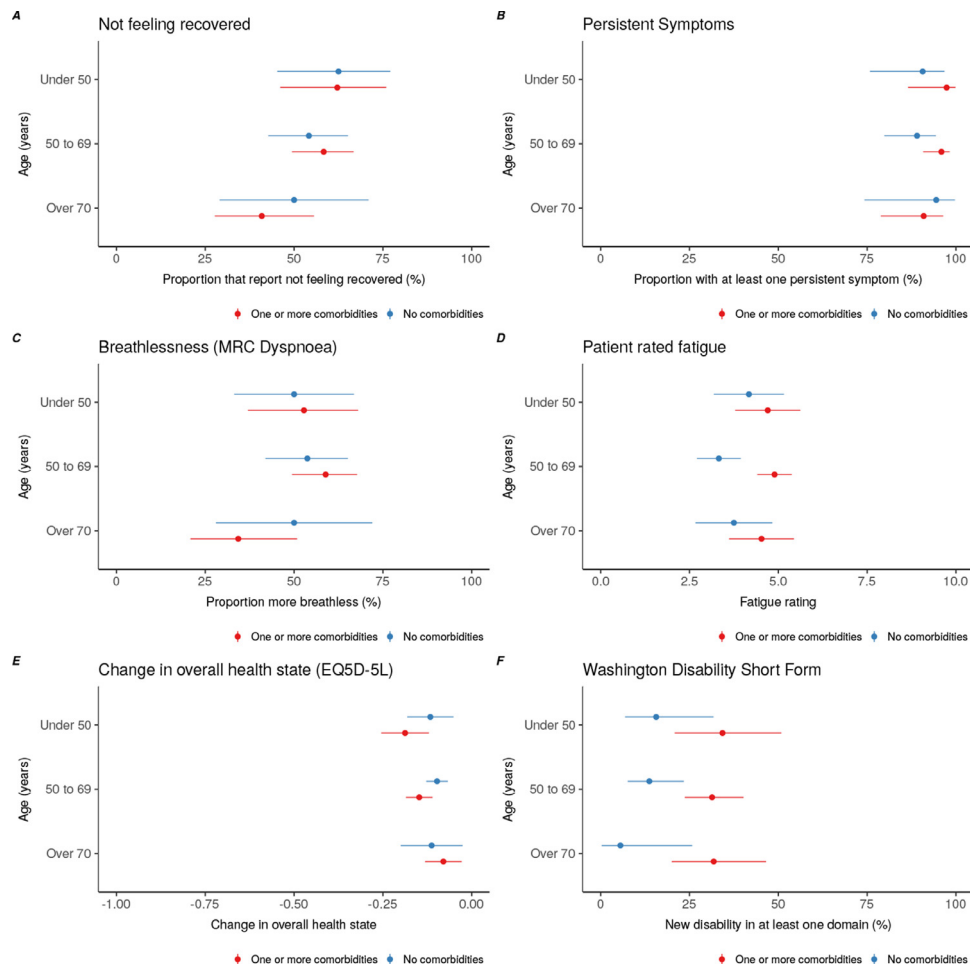 A
Not feeling recovered
Age (years)
Under 50
50 to 69
Over 70
0 25 50 75 100
Proportion that report not feeling recovered (%)
One or more comorbidities No comorbidities
B
Persistent Symptoms
Age (years)
Under 50
50 to 69
Over 70
0 25 50 75 100
Proportion with at least one persistent symptom (%)
One or more comorbidities No comorbidities
C
Breathlessness (MRC Dyspnoea)
Age (years)
Under 50
50 to 69
Over 70
0 25 50 75 100
Proportion more breathless (%)
One or more comorbidities No comorbidities
D
Patient rated fatigue
Age (years)
Under 50
50 to 69
Over 70
0.0 2.5 5.0 7.5 10.0
Fatigue rating
One or more comorbidities No comorbidities
E
Change in overall health state (EQ5D-5L)
Age (years)
Under 50
50 to 69
Over 70
-1.00 -0.75 -0.50 -0.25 0.00
Change in overall health state
One or more comorbidities No comorbidities
F
Washington Disability Short Form
Age (years)
Under 50
50 to 69
Over 70
0 25 50 75 100
New disability in at least one domain (%)
One or more comorbidities No comorbidities